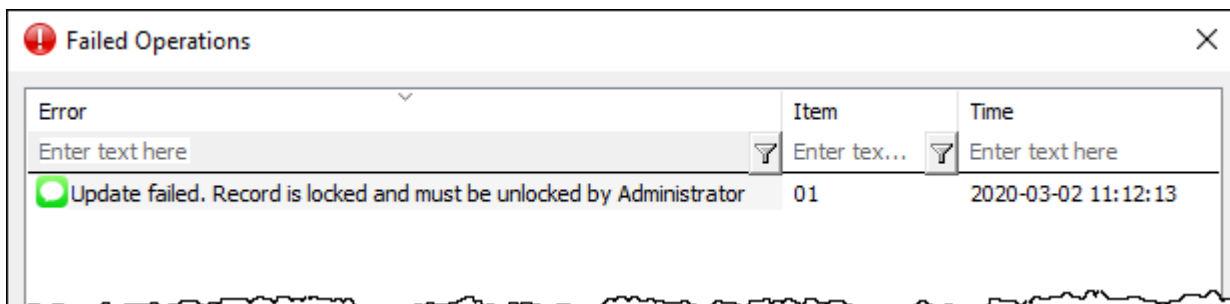 Failed Operations
Error Item Time
Enter text here Enter tex... Enter text here
Update failed. Record is locked and must be unlocked by Administrator 01 2020-03-02 11:12:13